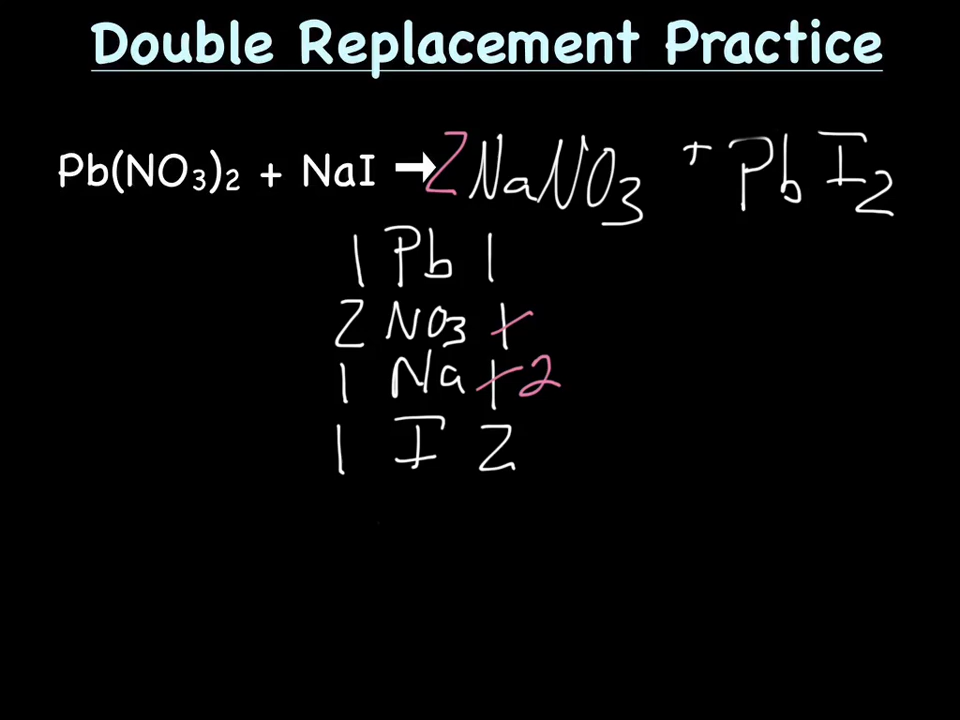 Double Replacement Practice
Pb(NO₃)₂ + NaI → 2NaNO₃ + PbI₂
1 Pb 1
2 NO₃ 1
1 Na 1 2
1 I 2